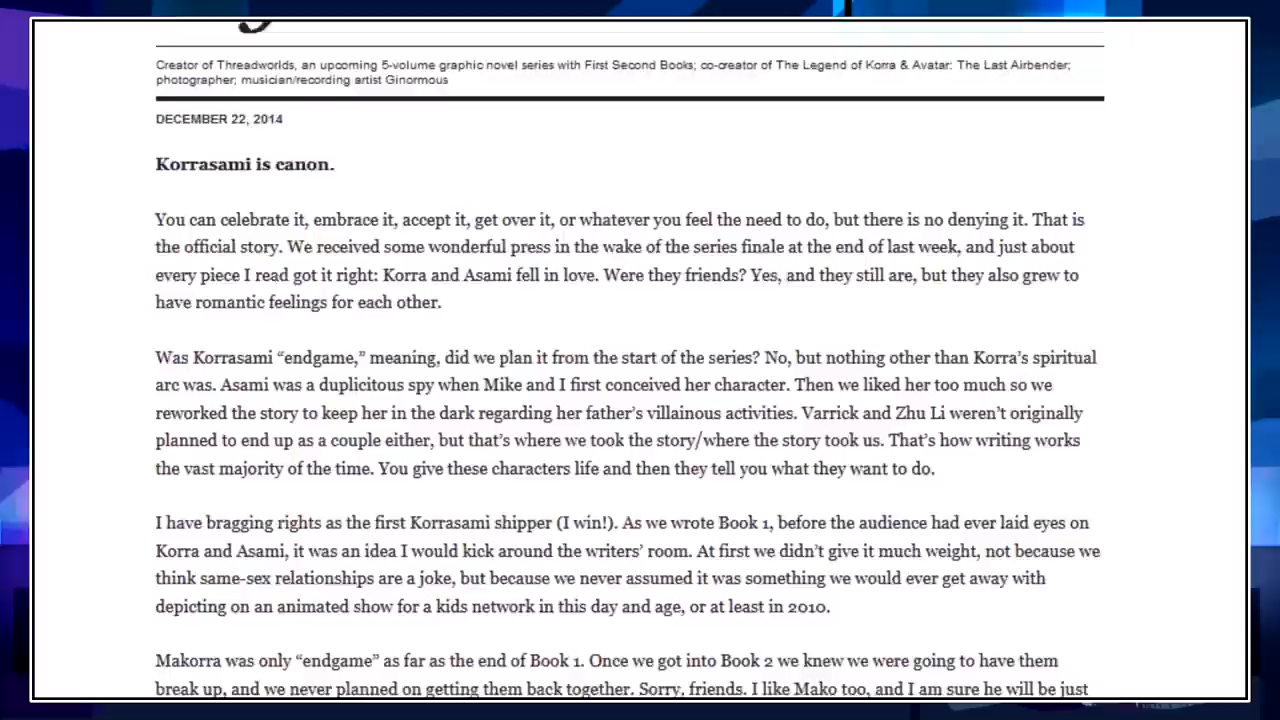 Creator of Threadworlds, an upcoming 5-volume graphic novel series with First Second Books; co-creator of The Legend of Korra & Avatar: The Last Airbender;
photographer; musician/recording artist Ginormous
DECEMBER 22, 2014
Korrasami is canon.
You can celebrate it, embrace it, accept it, get over it, or whatever you feel the need to do, but there is no denying it. That is
the official story. We received some wonderful press in the wake of the series finale at the end of last week, and just about
every piece I read got it right: Korra and Asami fell in love. Were they friends? Yes, and they still are, but they also grew to
have romantic feelings for each other.
Was Korrasami “endgame,” meaning, did we plan it from the start of the series? No, but nothing other than Korra’s spiritual
arc was. Asami was a duplicitous spy when Mike and I first conceived her character. Then we liked her too much so we
reworked the story to keep her in the dark regarding her father’s villainous activities. Varrick and Zhu Li weren’t originally
planned to end up as a couple either, but that’s where we took the story/where the story took us. That’s how writing works
the vast majority of the time. You give these characters life and then they tell you what they want to do.
I have bragging rights as the first Korrasami shipper (I win!). As we wrote Book 1, before the audience had ever laid eyes on
Korra and Asami, it was an idea I would kick around the writers’ room. At first we didn’t give it much weight, not because we
think same-sex relationships are a joke, but because we never assumed it was something we would ever get away with
depicting on an animated show for a kids network in this day and age, or at least in 2010.
Makorra was only “endgame” as far as the end of Book 1. Once we got into Book 2 we knew we were going to have them
break up, and we never planned on getting them back together. Sorry, friends. I like Mako too, and I am sure he will be just